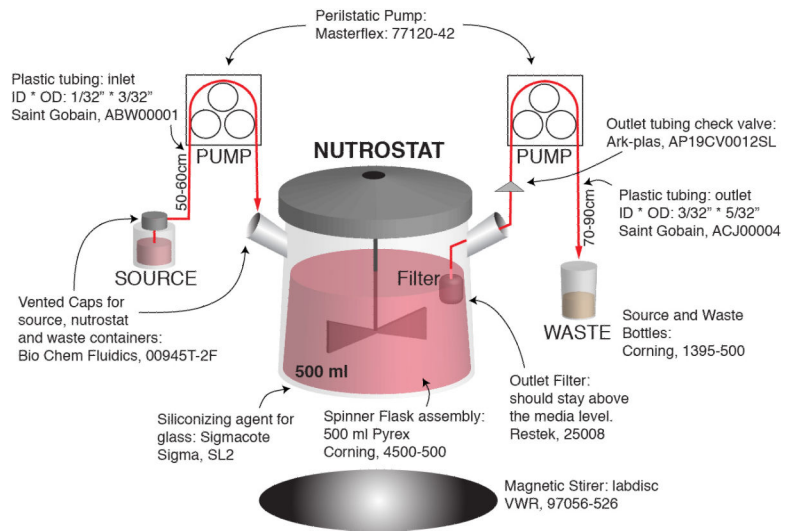 Perilstatic Pump:
Masterflex: 77120-42
Plastic tubing: inlet
ID * OD: 1/32" * 3/32"
Saint Gobain, ABW00001
PUMP
50-60cm
SOURCE
NUTROSTAT
PUMP
Outlet tubing check valve:
Ark-plas, AP19CV0012SL
70-90cm
Plastic tubing: outlet
ID * OD: 3/32" * 5/32"
Saint Gobain, ACJ00004
Filter
WASTE
Vented Caps for
source, nutrostat
and waste containers:
Bio Chem Fluidics, 00945T-2F
Source and Waste
Bottles:
Corning, 1395-500
500 ml
Siliconizing agent for
glass: Sigmacote
Sigma, SL2
Spinner Flask assembly:
500 ml Pyrex
Corning, 4500-500
Outlet Filter:
should stay above
the media level.
Restek, 25008
Magnetic Stirer: labdisc
VWR, 97056-526